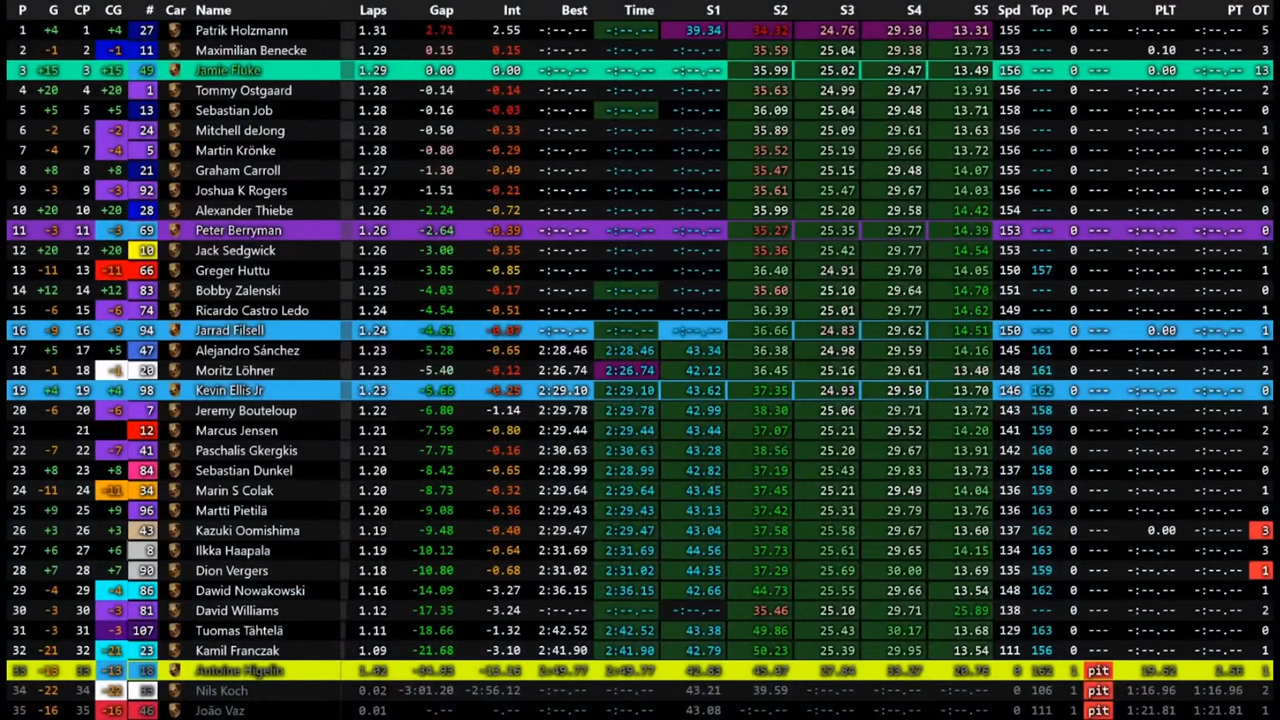 P G CP CG # Car Name Laps Gap Int Best Time S1 S2 S3 S4 S5 Spd Top PC PL PLT PT OT
1 +4 1 +4 27 Patrik Holzmann 1.31 2.71 2.55 -:--.-- -:--.-- 39.34 34.32 24.76 29.30 13.31 155 --- 0 --- -:--.-- -:--.-- 5
2 -1 2 -1 11 Maximilian Benecke 1.29 0.15 0.15 -:--.-- -:--.-- -:--.-- 35.59 25.04 29.38 13.71 153 --- 0 --- 0.10 -:--.-- 3
3 +15 3 +15 49 Jamie Fluke 1.29 0.00 0.00 -:--.-- -:--.-- -:--.-- 35.99 25.02 29.47 13.49 156 --- 0 --- 0.00 -:--.-- 13
4 +20 4 +20 1 Tommy Ostgaard 1.28 -0.14 -0.14 -:--.-- -:--.-- -:--.-- 35.63 24.99 29.47 13.91 156 --- 0 --- -:--.-- -:--.-- 2
5 +5 5 +5 13 Sebastian Job 1.28 -0.16 -0.03 -:--.-- -:--.-- -:--.-- 36.09 25.04 29.48 13.71 158 --- 0 --- -:--.-- -:--.-- 0
6 -2 6 -2 24 Mitchell deJong 1.28 -0.50 -0.33 -:--.-- -:--.-- -:--.-- 35.89 25.09 29.61 13.63 156 --- 0 --- -:--.-- -:--.-- 1
7 -4 7 -4 5 Martin Krönke 1.28 -0.80 -0.29 -:--.-- -:--.-- -:--.-- 35.52 25.19 29.66 13.72 156 --- 0 --- -:--.-- -:--.-- 1
8 +8 8 +8 21 Graham Carroll 1.27 -1.30 -0.49 -:--.-- -:--.-- -:--.-- 35.47 25.15 29.48 14.07 155 --- 0 --- -:--.-- -:--.-- 1
9 -3 9 -3 92 Joshua K Rogers 1.27 -1.51 -0.21 -:--.-- -:--.-- -:--.-- 35.61 25.47 29.67 14.03 156 --- 0 --- -:--.-- -:--.-- 0
10 +20 10 +20 28 Alexander Thiebe 1.26 -2.24 -0.72 -:--.-- -:--.-- -:--.-- 35.99 25.20 29.58 14.42 154 --- 0 --- -:--.-- -:--.-- 0
11 -3 11 -3 69 Peter Berryman 1.26 -2.64 -0.39 -:--.-- -:--.-- -:--.-- 35.27 25.35 29.77 14.39 153 --- 0 --- -:--.-- -:--.-- 0
12 +20 12 +20 10 Jack Sedgwick 1.26 -3.00 -0.35 -:--.-- -:--.-- -:--.-- 35.36 25.42 29.77 14.54 153 --- 0 --- -:--.-- -:--.-- 1
13 -11 13 -11 66 Greger Huttu 1.25 -3.85 -0.85 -:--.-- -:--.-- -:--.-- 36.40 24.91 29.70 14.05 150 157 0 --- -:--.-- -:--.-- 1
14 +12 14 +12 83 Bobby Zalenski 1.25 -4.03 -0.17 -:--.-- -:--.-- -:--.-- 35.60 25.10 29.64 14.70 151 --- 0 --- -:--.-- -:--.-- 0
15 -6 15 -6 74 Ricardo Castro Ledo 1.24 -4.54 -0.51 -:--.-- -:--.-- -:--.-- 36.39 25.01 29.77 14.58 149 --- 0 --- -:--.-- -:--.-- 1
16 -9 16 -9 94 Jarrad Filsell 1.24 -4.61 -0.07 -:--.-- -:--.-- -:--.-- 36.66 24.83 29.62 14.51 150 --- 0 --- 0.00 -:--.-- 1
17 +5 17 +5 47 Alejandro Sánchez 1.23 -5.28 -0.65 2:28.46 2:28.46 43.34 36.38 24.98 29.59 14.16 145 161 0 --- -:--.-- -:--.-- 1
18 -1 18 -1 20 Moritz Löhner 1.23 -5.40 -0.12 2:26.74 2:26.74 42.12 36.45 25.16 29.61 13.40 148 161 0 --- -:--.-- -:--.-- 2
19 +4 19 +4 98 Kevin Ellis Jr 1.23 -5.66 -0.25 2:29.10 2:29.10 43.62 37.35 24.93 29.50 13.70 146 162 0 --- -:--.-- -:--.-- 0
20 -6 20 -6 7 Jeremy Bouteloup 1.22 -6.80 -1.14 2:29.78 2:29.78 42.99 38.30 25.06 29.71 13.72 143 158 0 --- -:--.-- -:--.-- 1
21 21 12 Marcus Jensen 1.21 -7.59 -0.80 2:29.44 2:29.44 43.44 37.07 25.21 29.52 14.20 141 159 0 --- -:--.-- -:--.-- 1
22 -7 22 -7 41 Paschalis Gkergkis 1.21 -7.75 -0.16 2:30.63 2:30.63 43.28 38.56 25.15 29.91 13.73 142 160 0 --- -:--.-- -:--.-- 2
23 +8 23 +8 84 Sebastian Dunkel 1.20 -8.42 -0.65 2:28.99 2:28.99 42.82 37.19 25.43 29.83 13.73 137 158 0 --- -:--.-- -:--.-- 0
24 -11 24 -11 34 Marin S Colak 1.20 -8.73 -0.32 2:29.94 2:29.94 43.45 37.45 25.21 29.49 14.04 136 159 0 --- -:--.-- -:--.-- 1
25 +9 25 +9 96 Martti Pietilä 1.20 -9.08 -0.36 2:29.43 2:29.43 43.13 37.42 25.39 29.77 13.72 136 159 0 --- -:--.-- -:--.-- 0
26 +3 26 +3 43 Kazuki Oomishima 1.19 -9.48 -0.40 2:29.47 2:29.47 43.04 37.58 25.58 29.67 13.60 137 162 0 --- 0.00 -:--.-- 3
27 +6 27 +6 8 Ilkka Haapala 1.19 -10.12 -0.64 2:31.69 2:31.69 44.56 37.73 25.61 29.65 14.15 134 163 0 --- -:--.-- -:--.-- 3
28 +7 28 +7 90 Dion Vergers 1.18 -10.80 -0.68 2:31.02 2:31.02 44.35 37.29 25.69 30.00 13.69 135 159 0 --- -:--.-- -:--.-- 1
29 -4 29 -4 86 Dawid Nowakowski 1.16 -14.09 -3.27 2:36.15 2:36.15 42.66 44.73 25.55 29.68 13.53 148 162 0 --- -:--.-- -:--.-- 2
30 -3 30 -3 81 David Williams 1.12 -17.35 -3.24 -:--.-- -:--.-- -:--.-- 35.46 25.10 29.71 25.89 138 --- 0 --- -:--.-- -:--.-- 0
31 -3 31 -3 107 Tuomas Tähtelä 1.11 -18.66 -1.32 2:42.52 2:42.52 43.38 49.86 25.43 30.17 13.68 129 163 0 --- -:--.-- -:--.-- 1
32 -21 32 -21 23 Kamil Franczak 1.09 -21.68 -3.10 2:42.79 2:42.51 42.79 50.23 25.39 29.95 13.54 111 156 0 --- -:--.-- -:--.-- 1
33 -13 33 -13 18 Antoine Higelin 1.02 -34.93 2:49.77 2:49.77 42.83 45.07 20.76 0 162 1 pit 19.62 1
34 -22 34 -22 33 Nils Koch 0.02 -3:01.20 -2:56.12 -:--.-- -:--.-- 43.21 39.59 -:--.-- -:--.-- -:--.-- 0 106 1 pit 1:16.96 1:16.96 2
35 -16 35 -16 46 João Vaz 0.01 -.-- -:--.-- -:--.-- -:--.-- 43.08 -:--.-- -:--.-- -:--.-- -:--.-- 0 111 1 pit 1:21.81 1:21.81 1